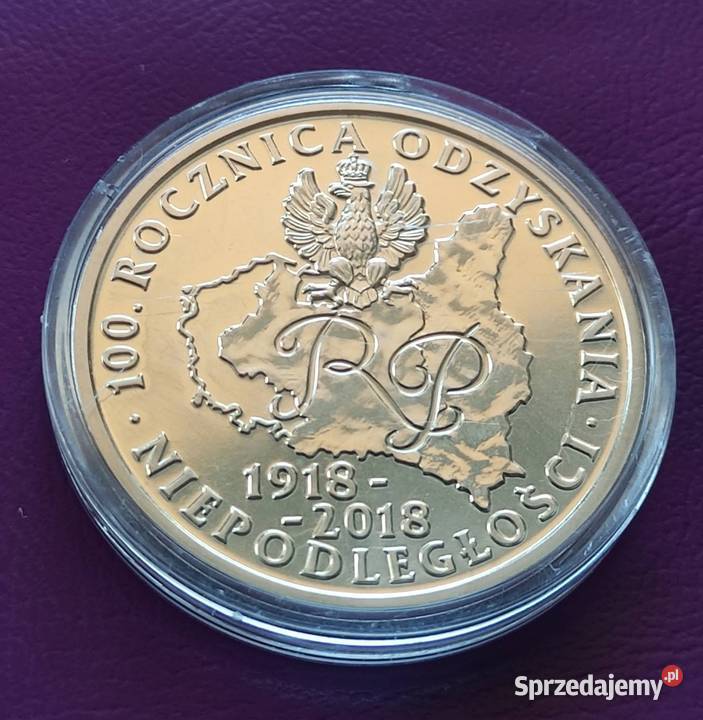 · 100. ROCZNICA ODZYSKANIA ·
NIEPODLEGŁOŚCI
RP
1918-
-2018
Sprzedajemy.pl